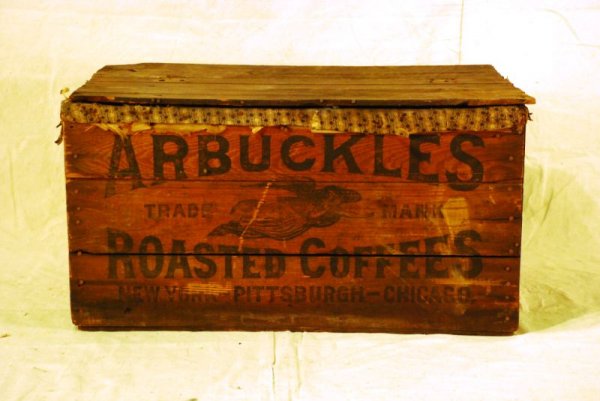 ARBUCKLES
TRADE MARK
ROASTED COFFEES
NEW YORK-PITTSBURGH-CHICAGO.